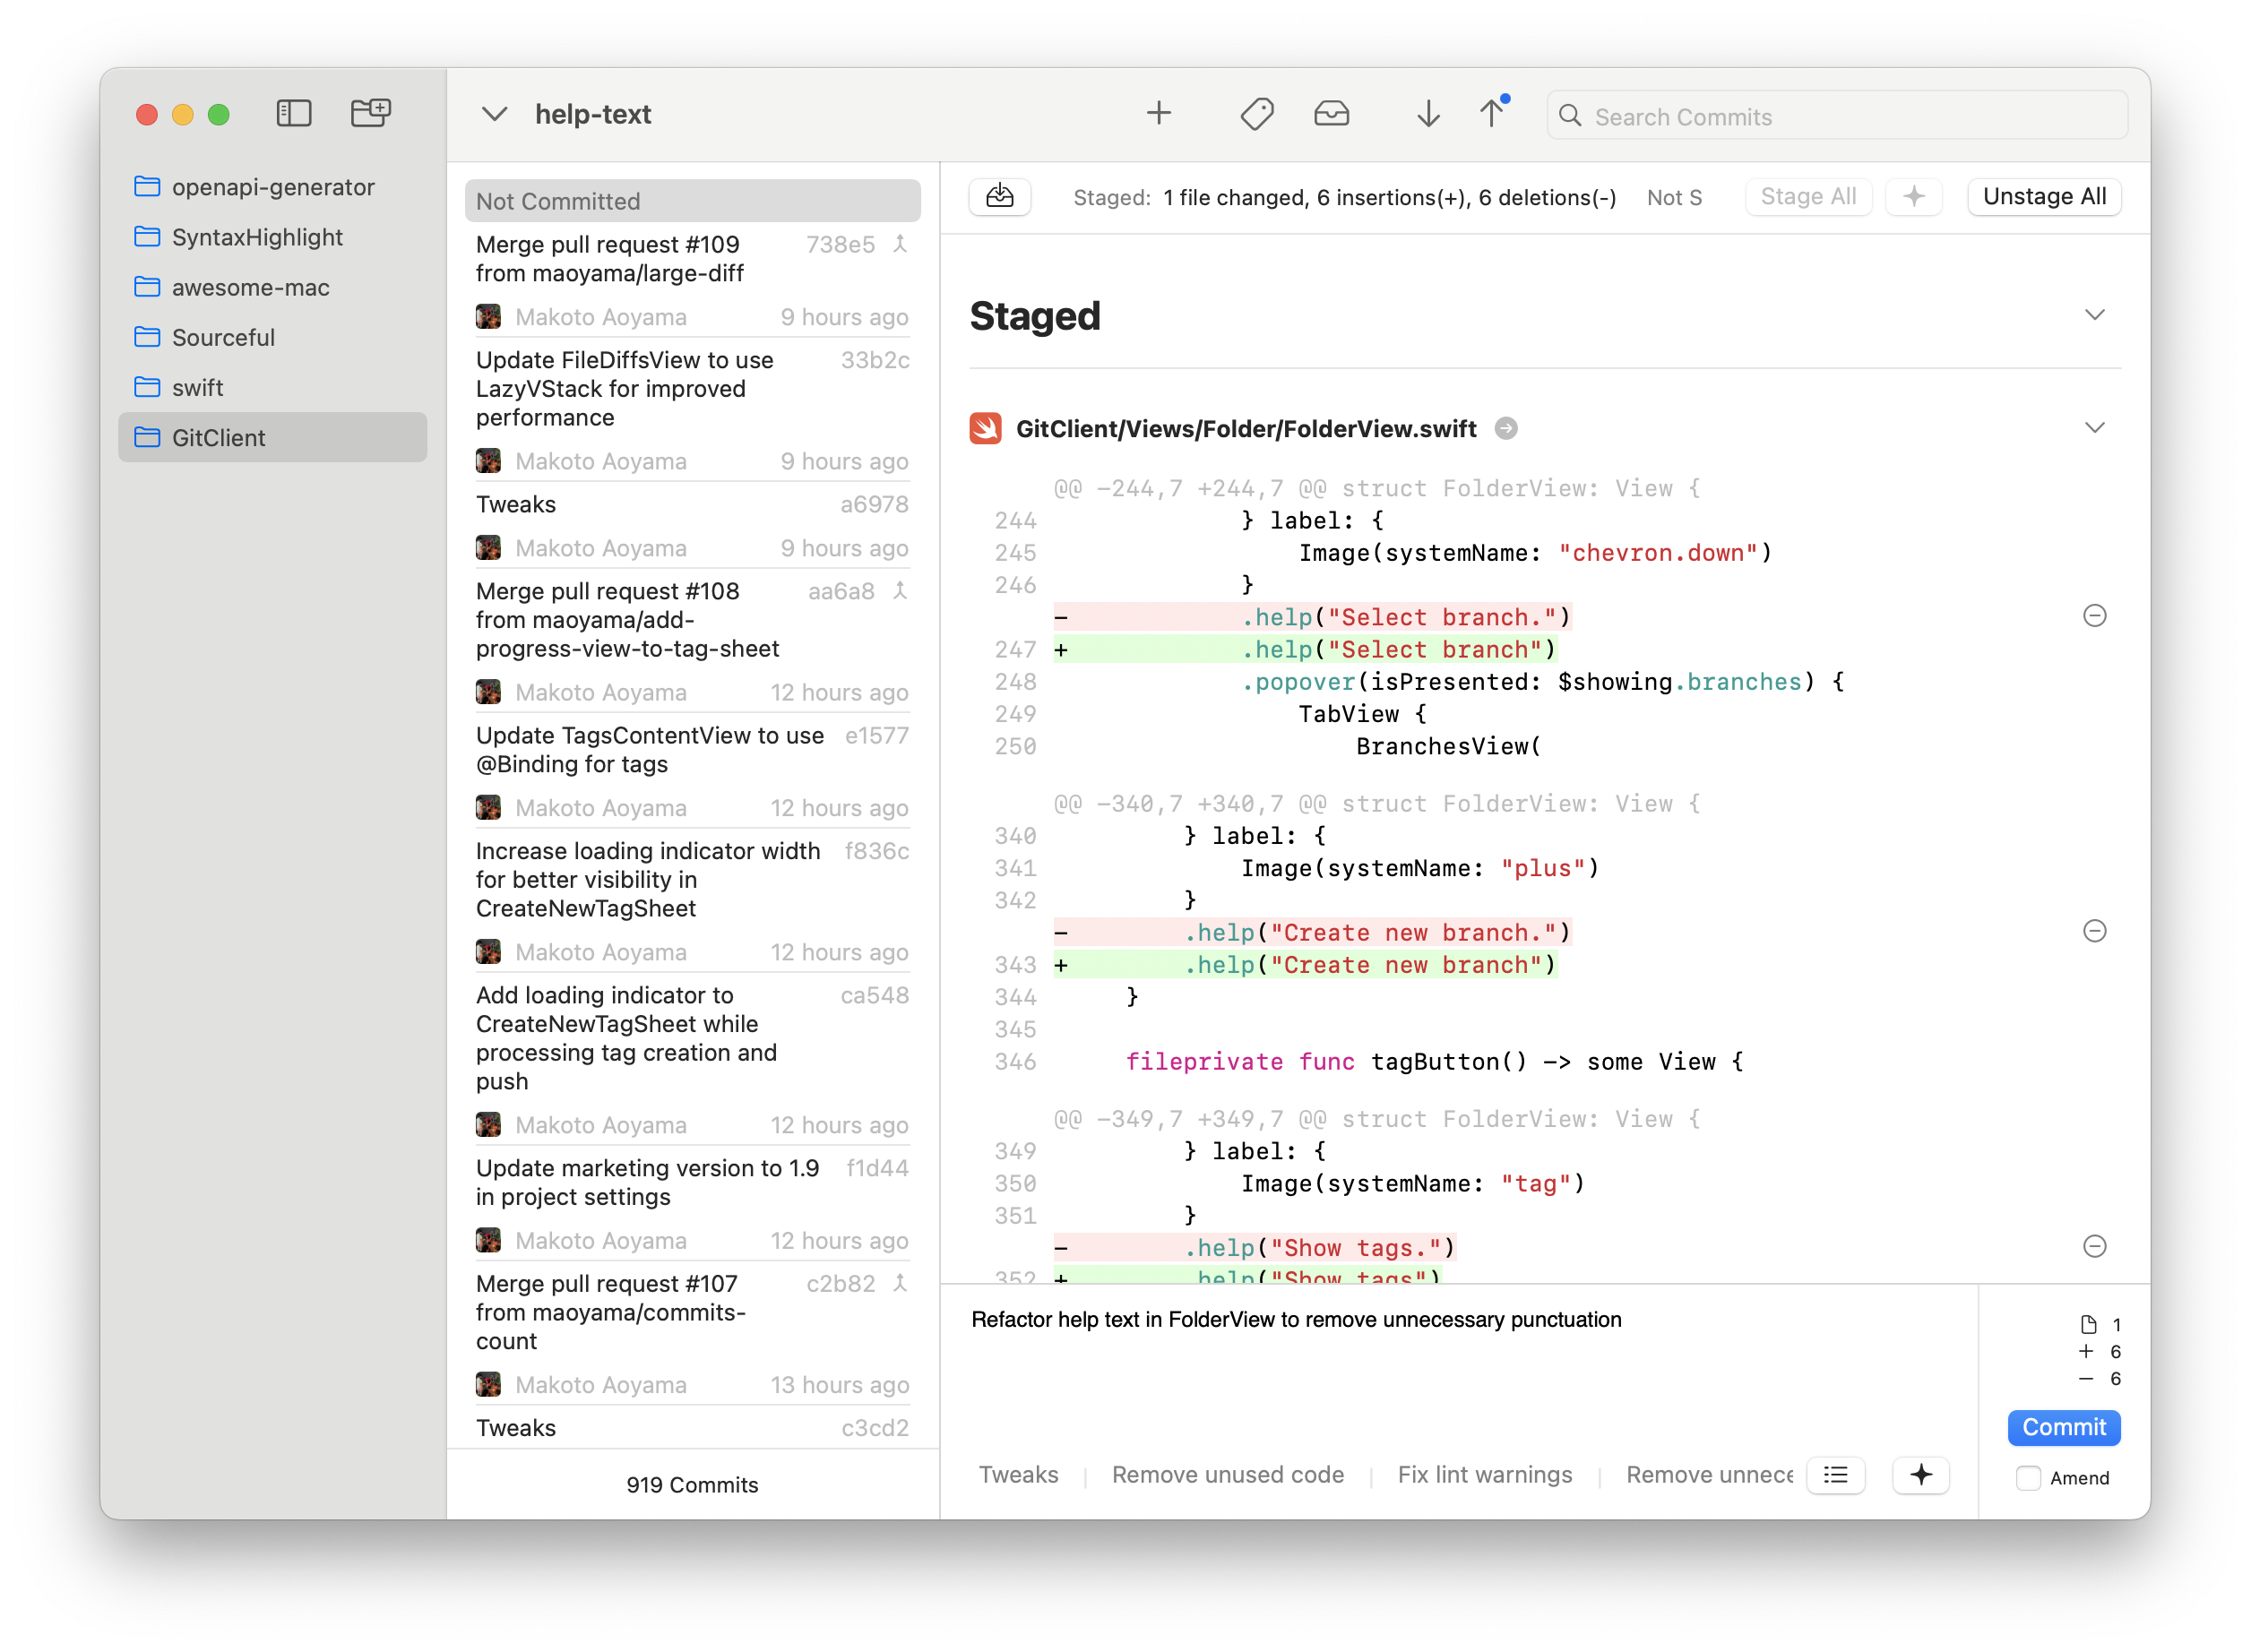 help-text
Search Commits
openapi-generator
SyntaxHighlight
awesome-mac
Sourceful
swift
GitClient
Not Committed
Merge pull request #109 738e5
from maoyama/large-diff
Makoto Aoyama 9 hours ago
Update FileDiffsView to use 33b2c
LazyVStack for improved
performance
Makoto Aoyama 9 hours ago
Tweaks a6978
Makoto Aoyama 9 hours ago
Merge pull request #108 aa6a8
from maoyama/add-
progress-view-to-tag-sheet
Makoto Aoyama 12 hours ago
Update TagsContentView to use e1577
@Binding for tags
Makoto Aoyama 12 hours ago
Increase loading indicator width f836c
for better visibility in
CreateNewTagSheet
Makoto Aoyama 12 hours ago
Add loading indicator to ca548
CreateNewTagSheet while
processing tag creation and
push
Makoto Aoyama 12 hours ago
Update marketing version to 1.9 f1d44
in project settings
Makoto Aoyama 12 hours ago
Merge pull request #107 c2b82
from maoyama/commits-
count
Makoto Aoyama 13 hours ago
Tweaks c3cd2
919 Commits
Staged: 1 file changed, 6 insertions(+), 6 deletions(-) Not S
Stage All
Unstage All
Staged
GitClient/Views/Folder/FolderView.swift
@@ -244,7 +244,7 @@ struct FolderView: View {
244 } label: {
245 Image(systemName: "chevron.down")
246 }
- .help("Select branch.")
247 + .help("Select branch")
248 .popover(isPresented: $showing.branches) {
249 TabView {
250 BranchesView(
@@ -340,7 +340,7 @@ struct FolderView: View {
340 } label: {
341 Image(systemName: "plus")
342 }
- .help("Create new branch.")
343 + .help("Create new branch")
344 }
345
346 fileprivate func tagButton() -> some View {
@@ -349,7 +349,7 @@ struct FolderView: View {
349 } label: {
350 Image(systemName: "tag")
351 }
- .help("Show tags.")
352 + .help("Show tags")
Refactor help text in FolderView to remove unnecessary punctuation
Tweaks
Remove unused code
Fix lint warnings
Remove unnece
1
+ 6
- 6
Commit
Amend